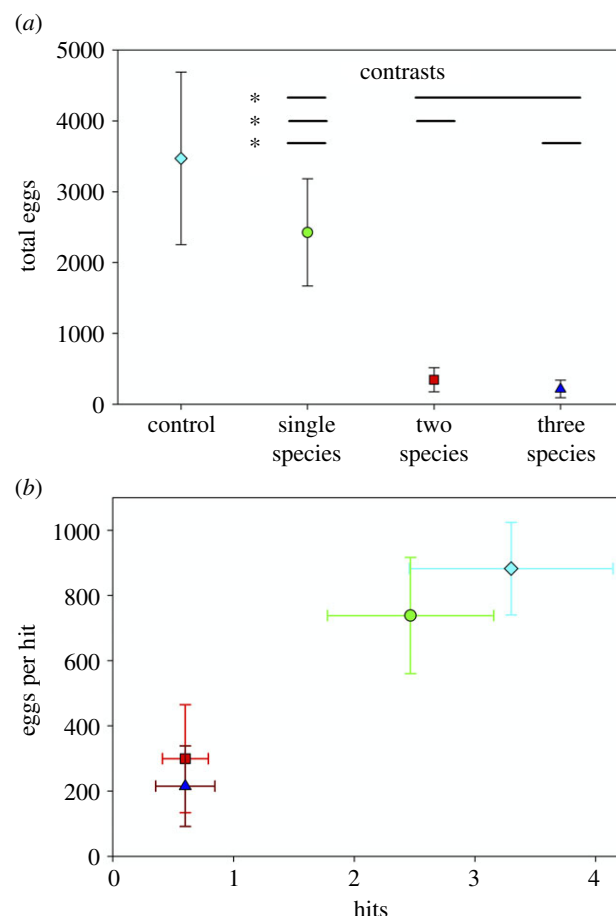 (a)
5000
4000
3000
2000
1000
0
total eggs
contrasts
*
*
*
control
single
species
two
species
three
species
(b)
1000
800
600
400
200
0
eggs per hit
0 1 2 3 4
hits